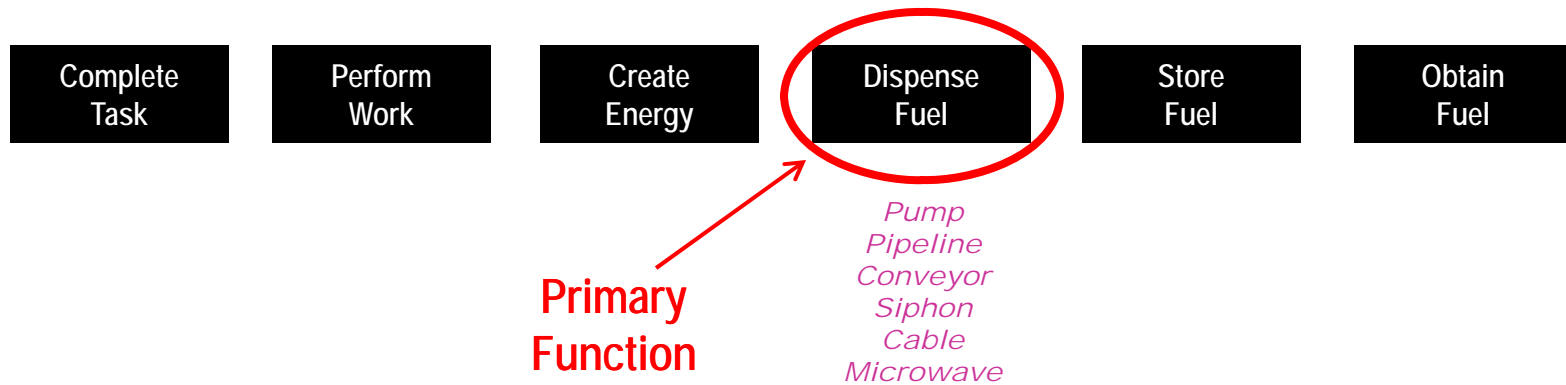 Complete
Task
Perform
Work
Create
Energy
Dispense
Fuel
Store
Fuel
Obtain
Fuel
Primary
Function
Pump
Pipeline
Conveyor
Siphon
Cable
Microwave